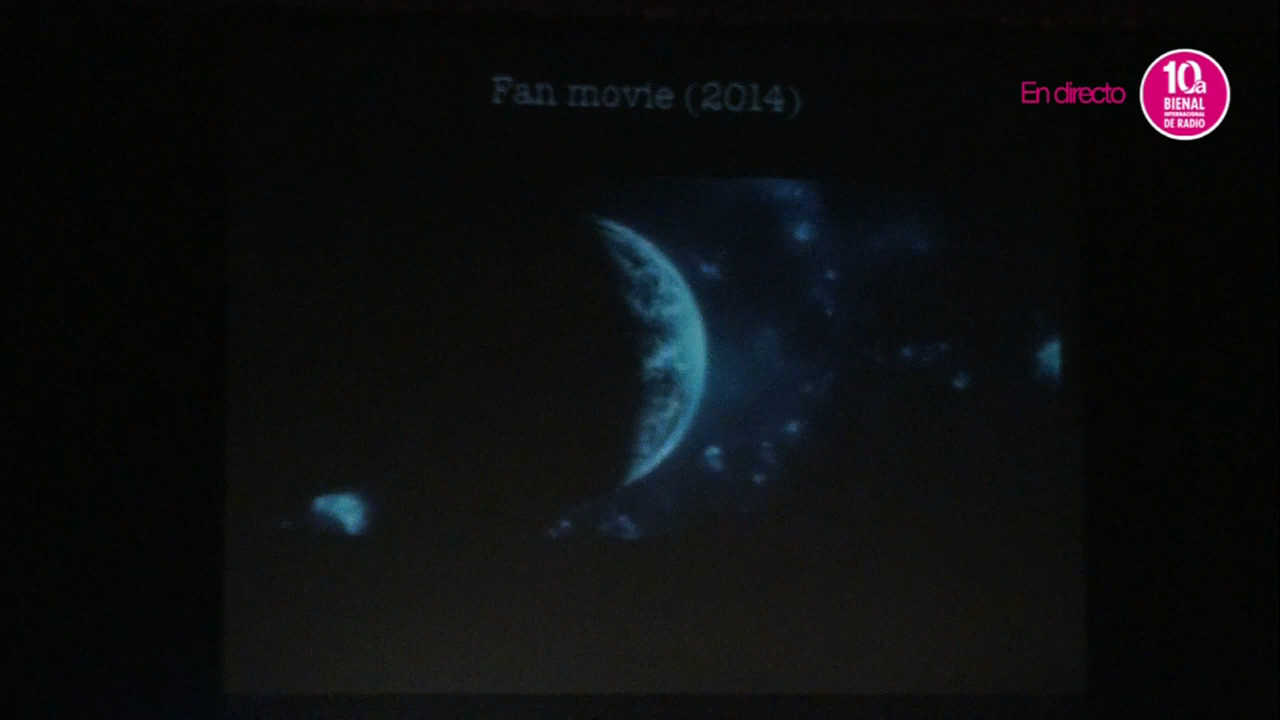 Fan movie (2014)
En directo
10a
BIENAL
INTERNACIONAL
DE RADIO